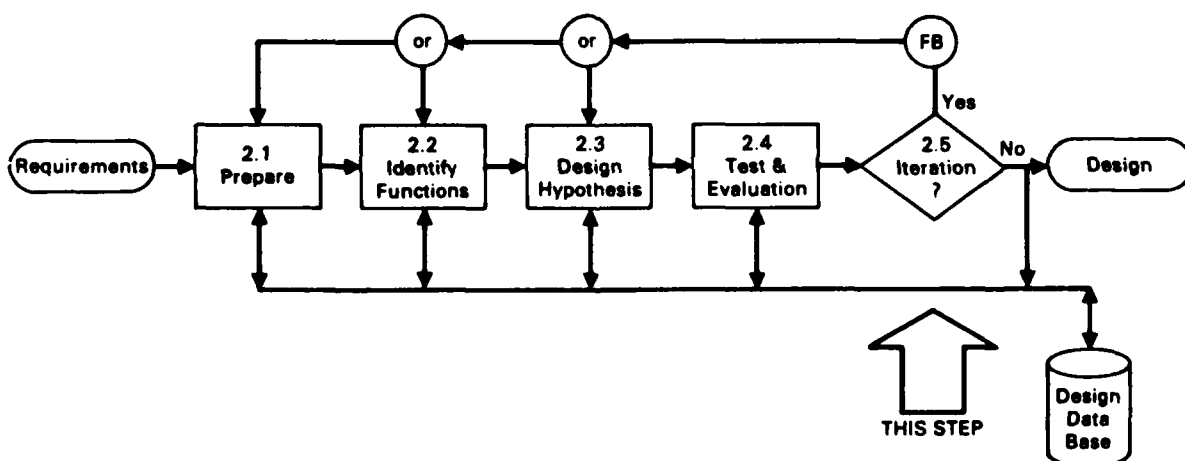 or
or
FB
Yes
Requirements
2.1
Prepare
2.2
Identify
Functions
2.3
Design
Hypothesis
2.4
Test &
Evaluation
2.5
Iteration
?
No
Design
THIS STEP
Design
Data
Base